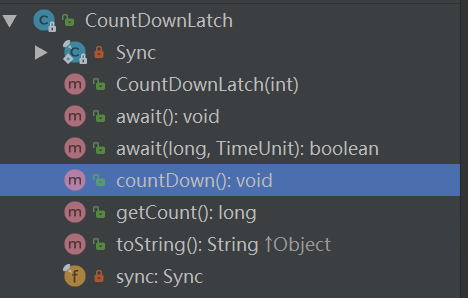 CountDownLatch
Sync
CountDownLatch(int)
await(): void
await(long, TimeUnit): boolean
countDown(): void
getCount(): long
toString(): String ↑Object
sync: Sync